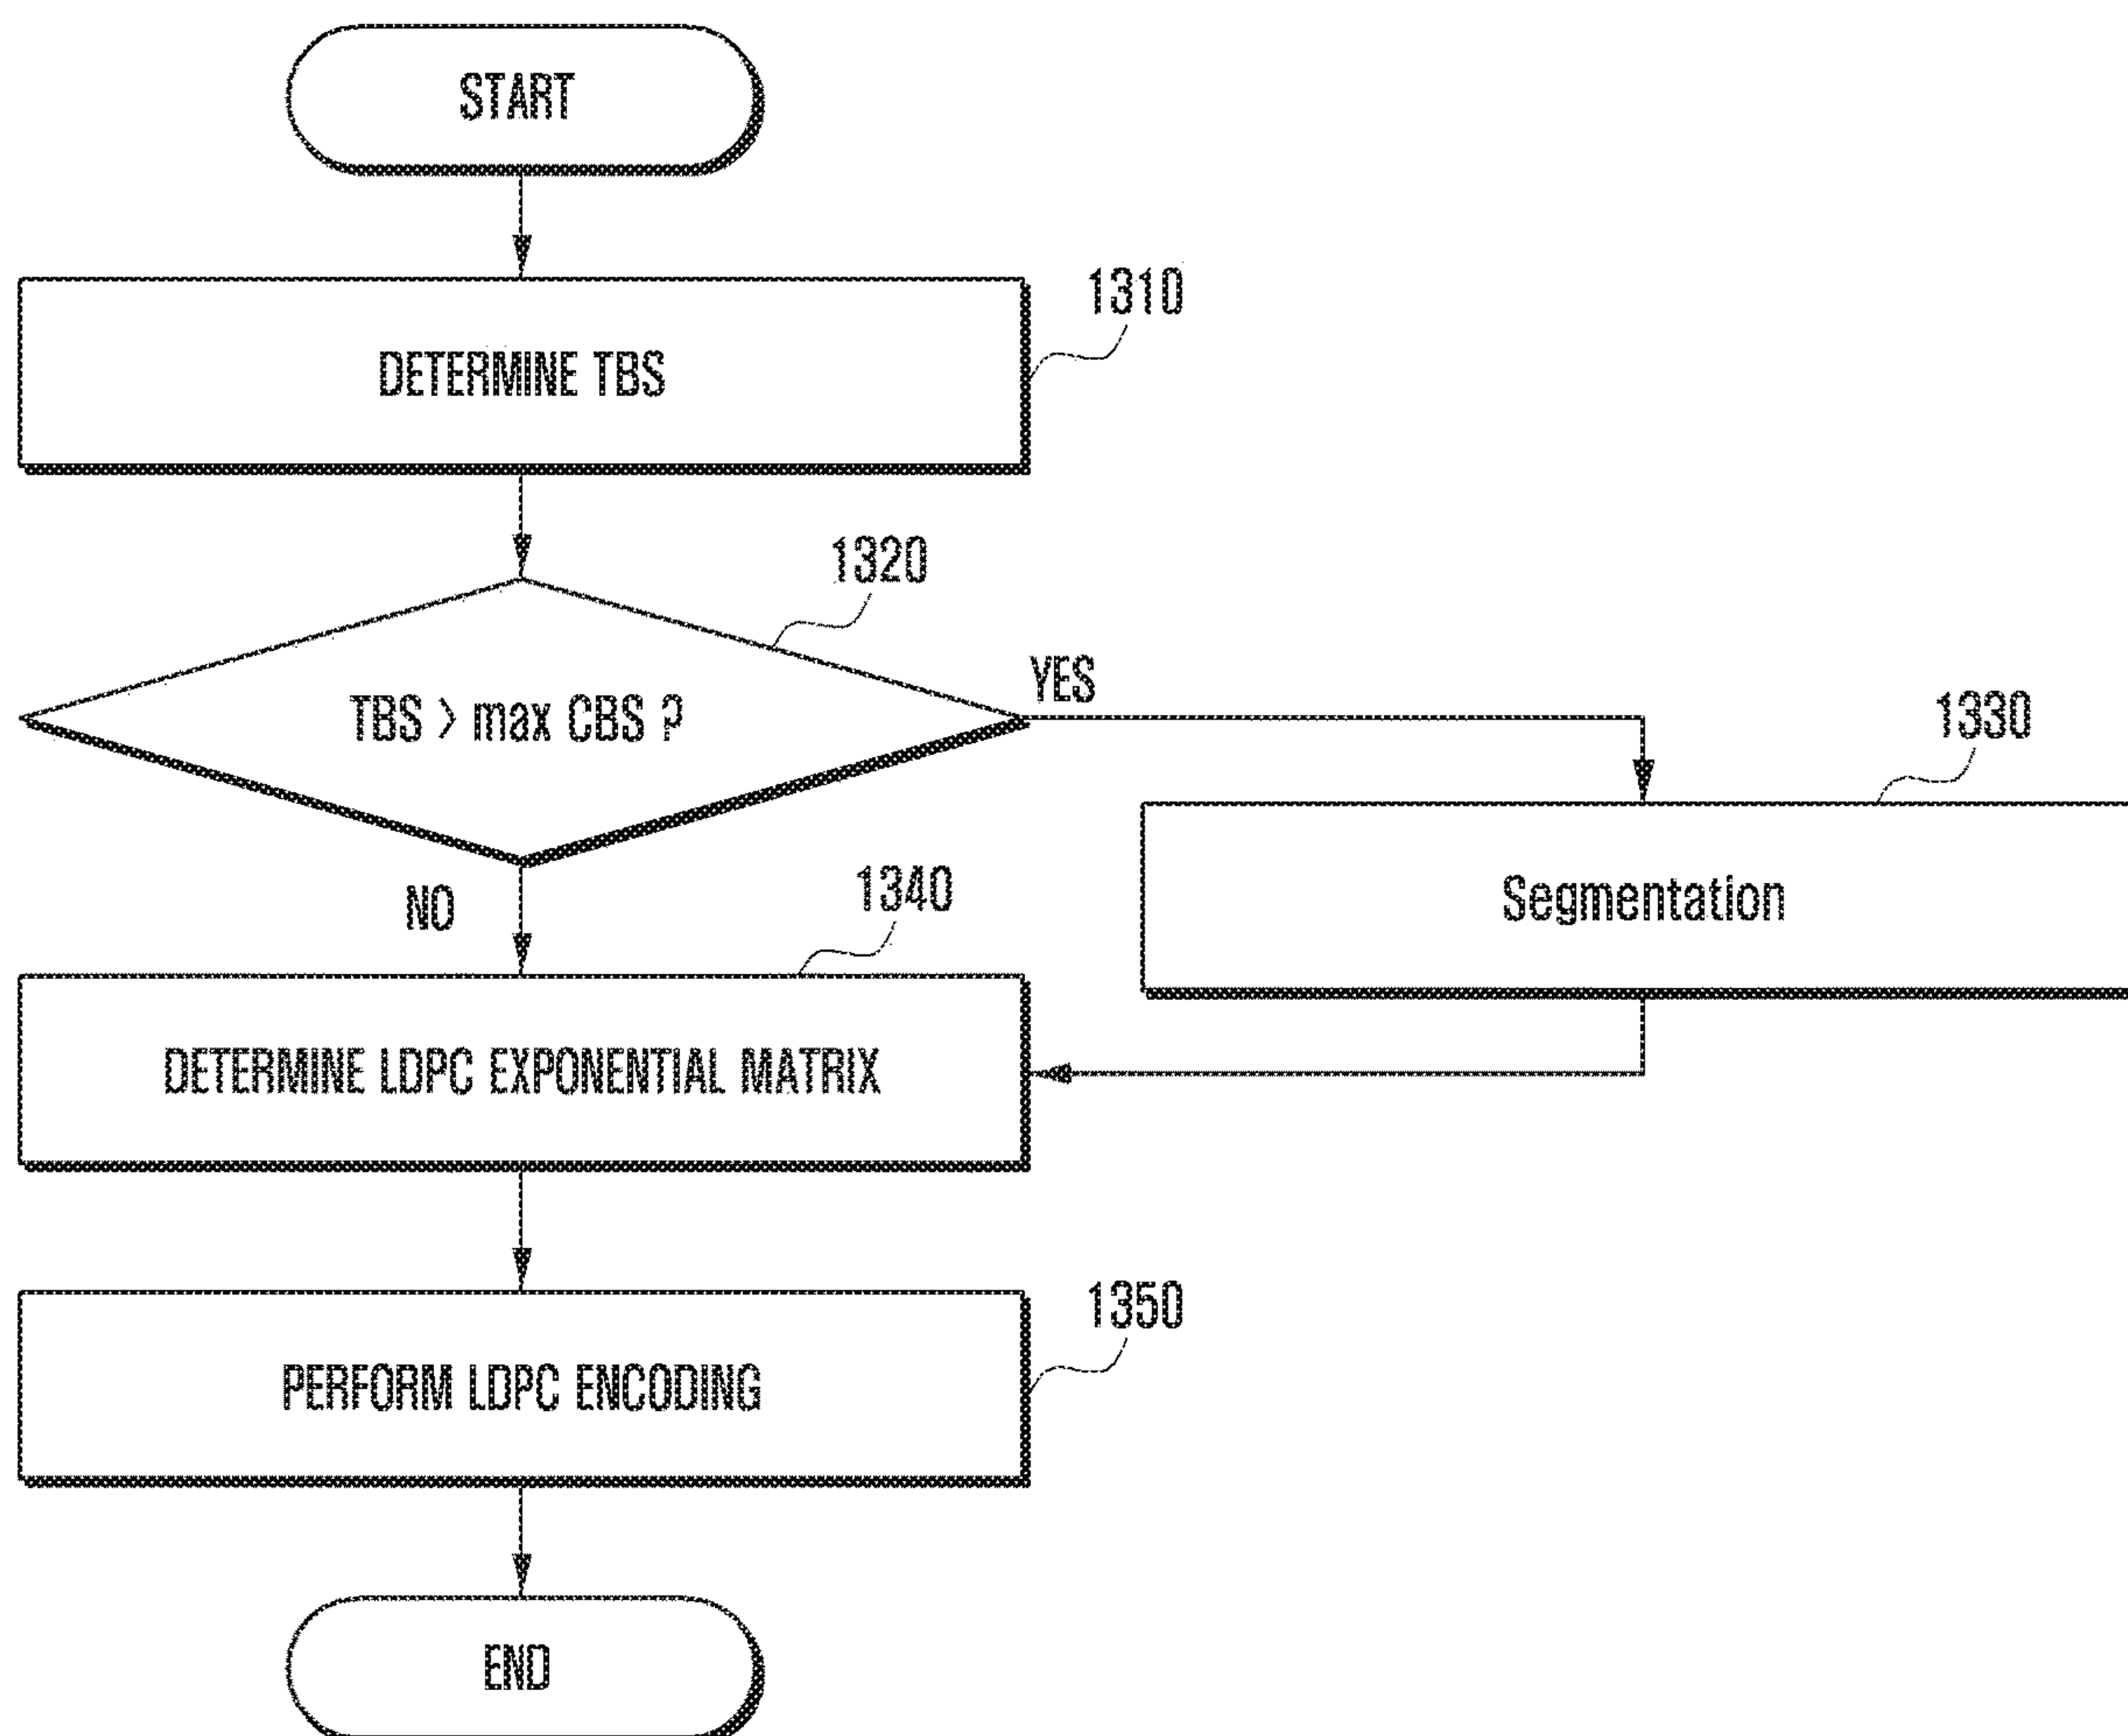 START
1310
DETERMINE TBS
1320
TBS > max CBS ?
YES
1330
Segmentation
NO
1340
DETERMINE LDPC EXPONENTIAL MATRIX
1350
PERFORM LDPC ENCODING
END